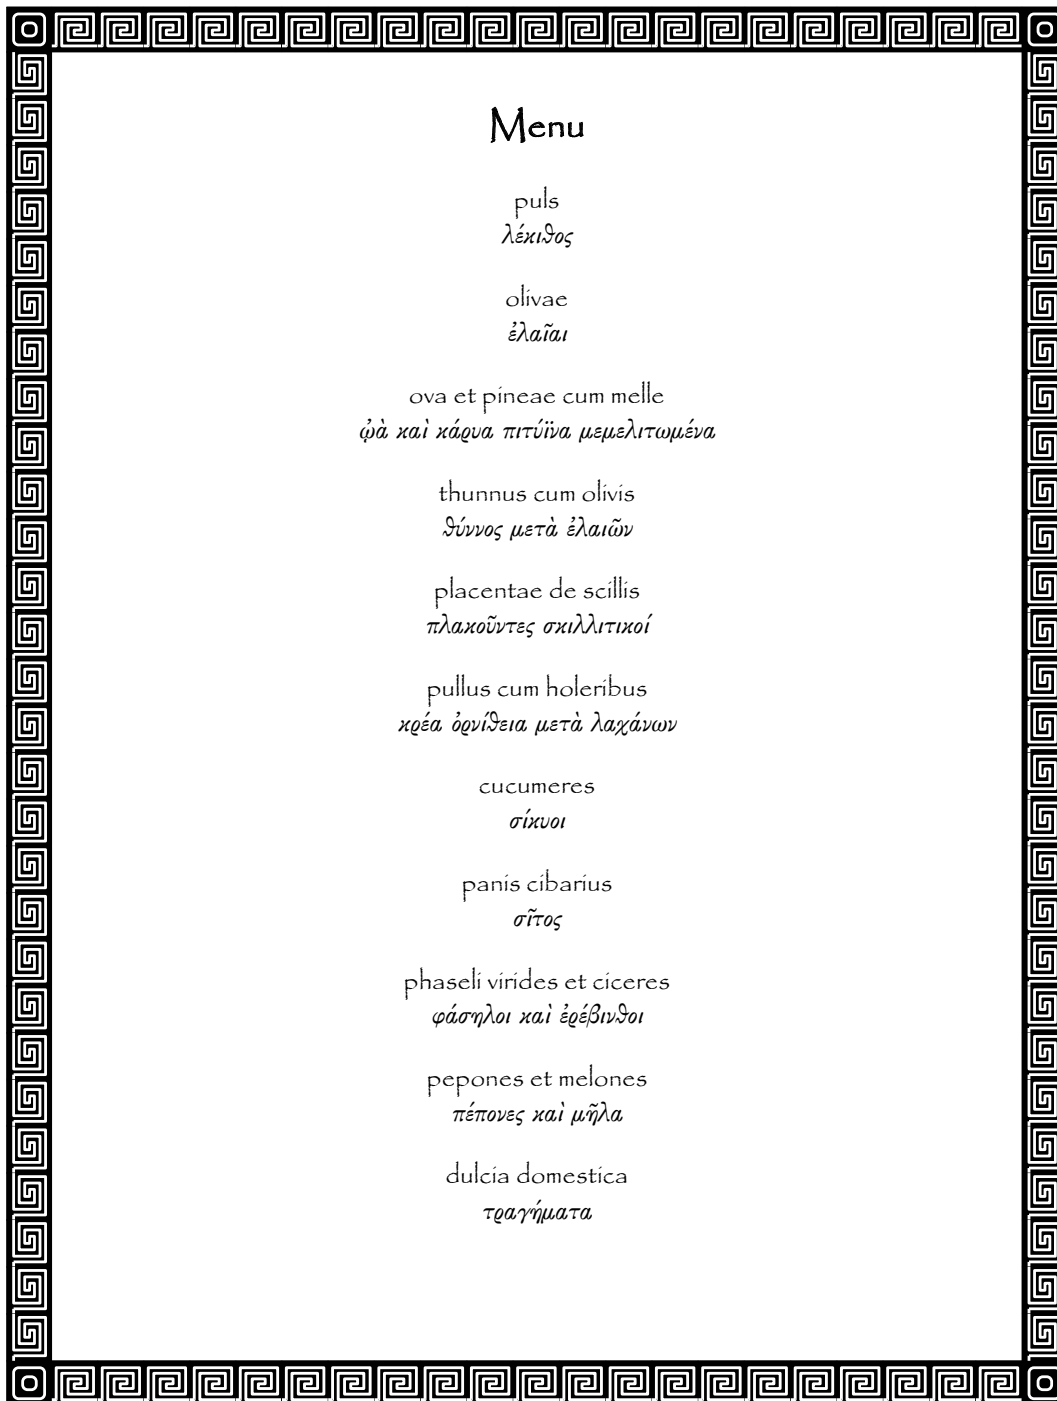 Menu
puls
λέκιθος
olivae
ἐλαῖαι
ova et pineae cum melle
ᾠὰ καὶ κάρυα πιτύϊνα μεμελιτωμένα
thunnus cum olivis
θύννος μετὰ ἐλαιῶν
placentae de scillis
πλακοῦντες σκιλλιτικοί
pullus cum holeribus
κρέα ὀρνίθεια μετὰ λαχάνων
cucumeres
σίκυοι
panis cibarius
σῖτος
phaseli virides et ciceres
φάσηλοι καὶ ἐρέβινθοι
pepones et melones
πέπονες καὶ μῆλα
dulcia domestica
τραγήματα